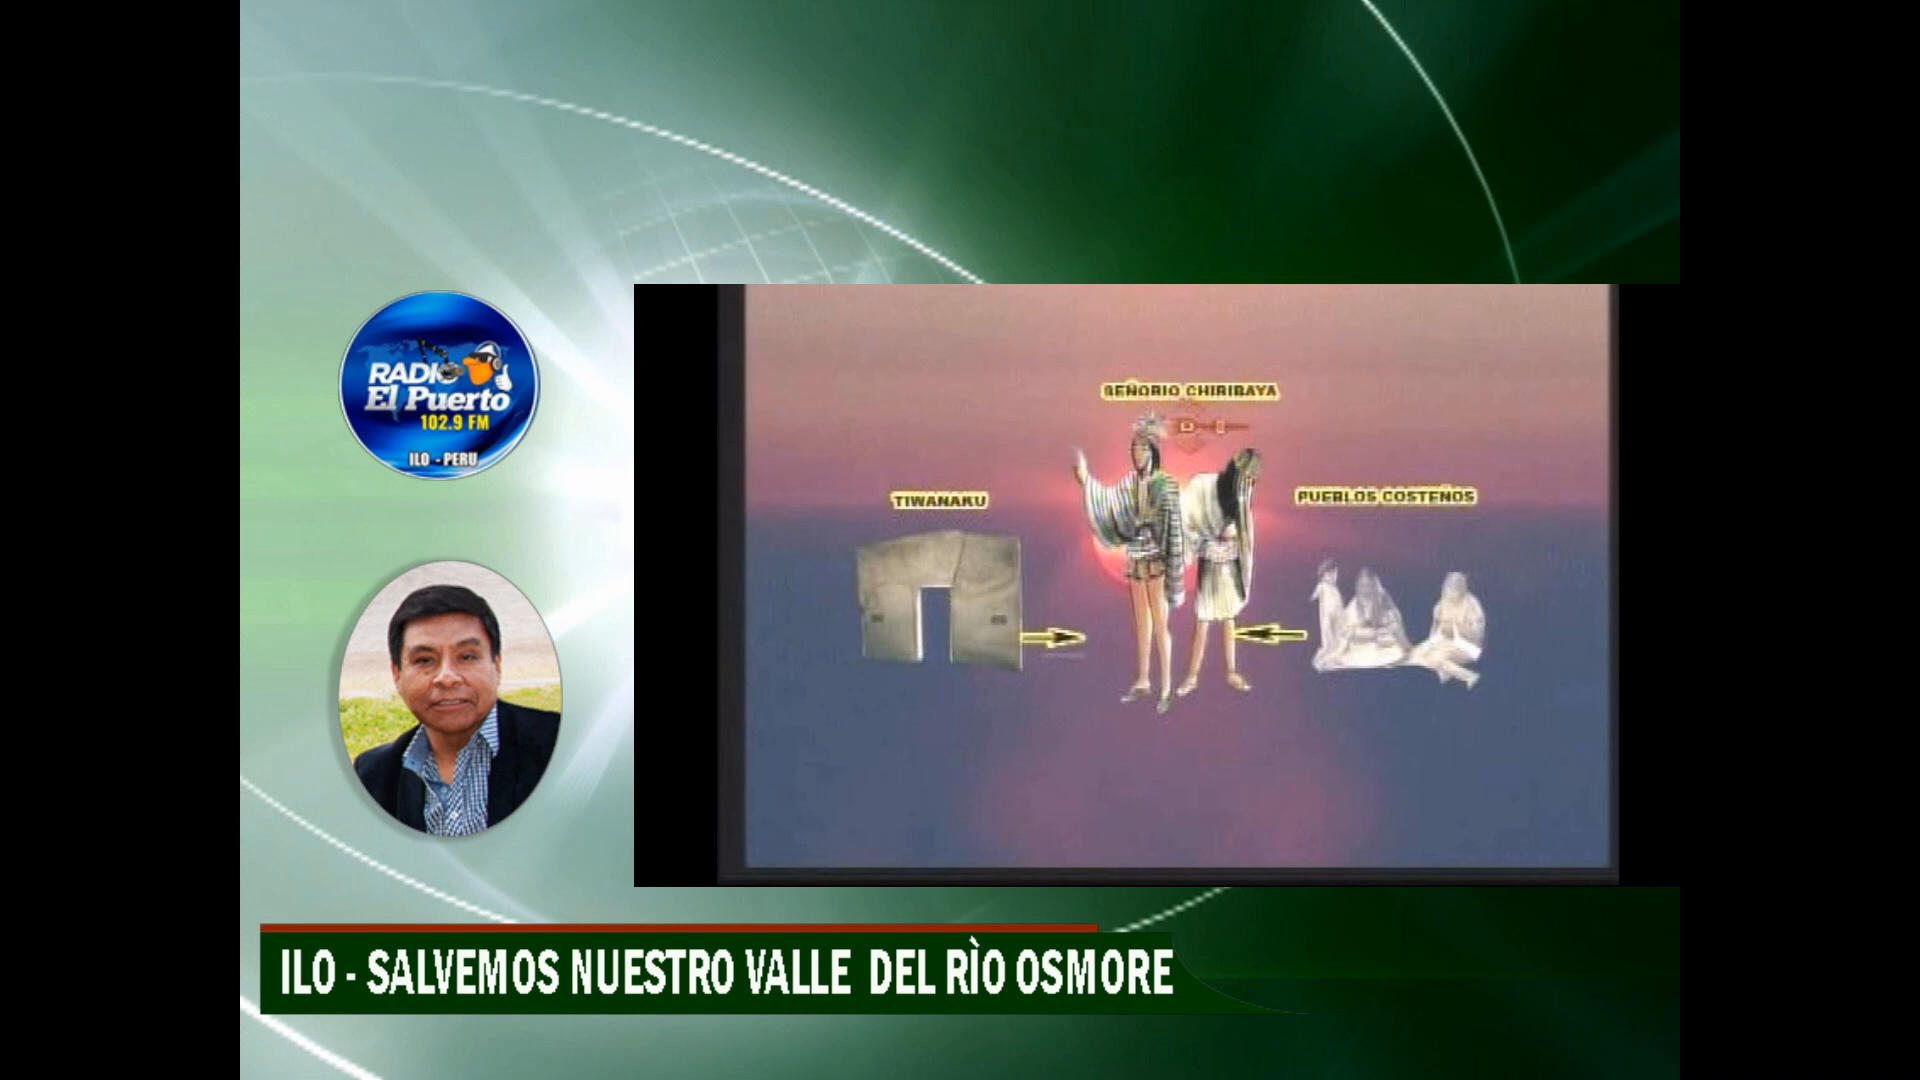 RADIO
El Puerto
102.9 FM
ILO - PERU
SEÑORIO CHIRIBAYA
TIWANAKU
PUEBLOS COSTEÑOS
ILO - SALVEMOS NUESTRO VALLE DEL RÌO OSMORE